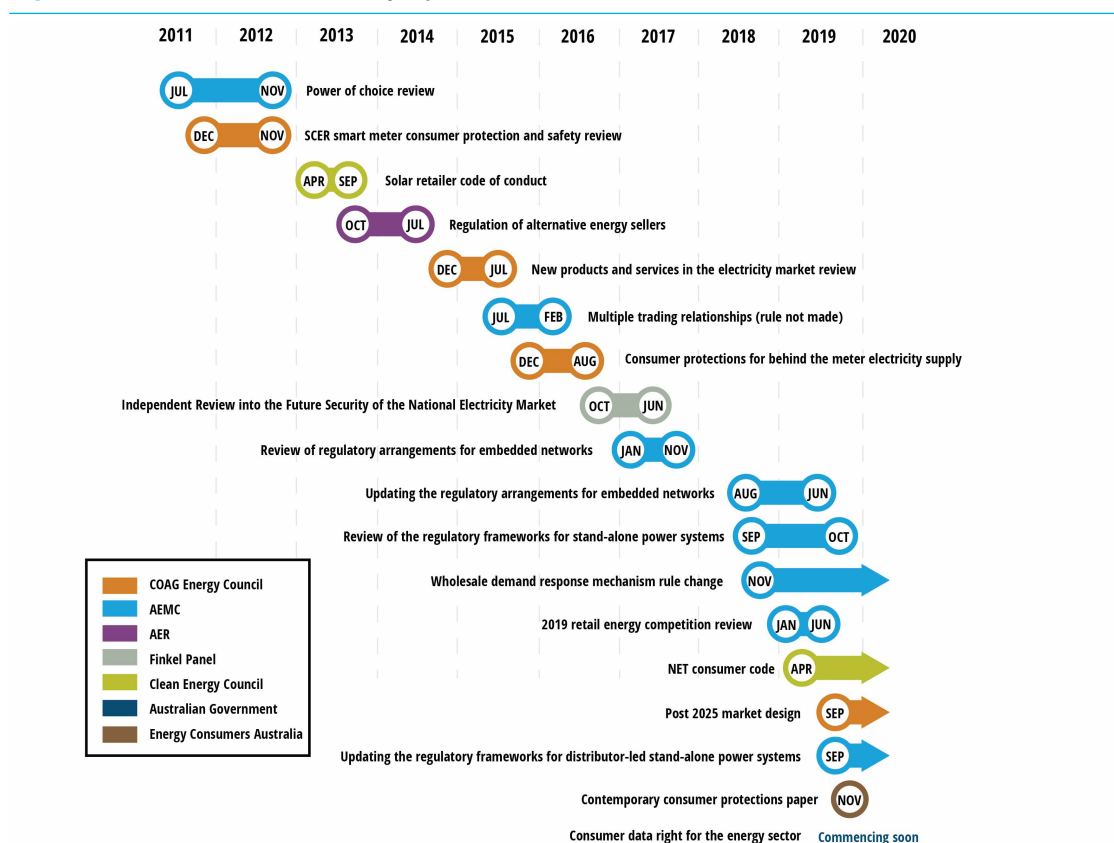 2011 2012 2013 2014 2015 2016 2017 2018 2019 2020
JUL NOV Power of choice review
DEC NOV SCER smart meter consumer protection and safety review
APR SEP Solar retailer code of conduct
OCT JUL Regulation of alternative energy sellers
DEC JUL New products and services in the electricity market review
JUL FEB Multiple trading relationships (rule not made)
DEC AUG Consumer protections for behind the meter electricity supply
Independent Review into the Future Security of the National Electricity Market OCT JUN
Review of regulatory arrangements for embedded networks JAN NOV
Updating the regulatory arrangements for embedded networks AUG JUN
Review of the regulatory frameworks for stand-alone power systems SEP OCT
Wholesale demand response mechanism rule change NOV
2019 retail energy competition review JAN JUN
NET consumer code APR
Post 2025 market design SEP
Updating the regulatory frameworks for distributor-led stand-alone power systems SEP
Contemporary consumer protections paper NOV
Consumer data right for the energy sector Commencing soon
COAG Energy Council
AEMC
AER
Finkel Panel
Clean Energy Council
Australian Government
Energy Consumers Australia